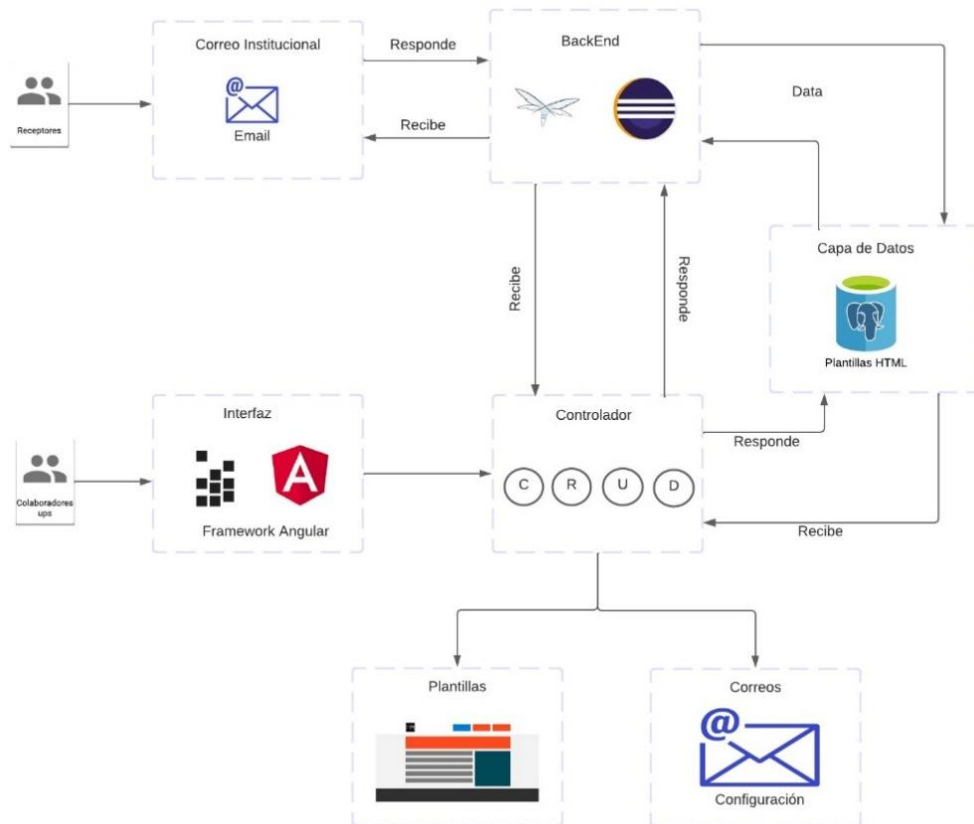 Correo Institucional
Responde
BackEnd
Receptores
@
Email
Recibe
Data
Recibe
Responde
Capa de Datos
Plantillas HTML
Interfaz
Controlador
Responde
Colaboradores
ups
A
Framework Angular
C R U D
Recibe
Plantillas
Correos
@
Configuración